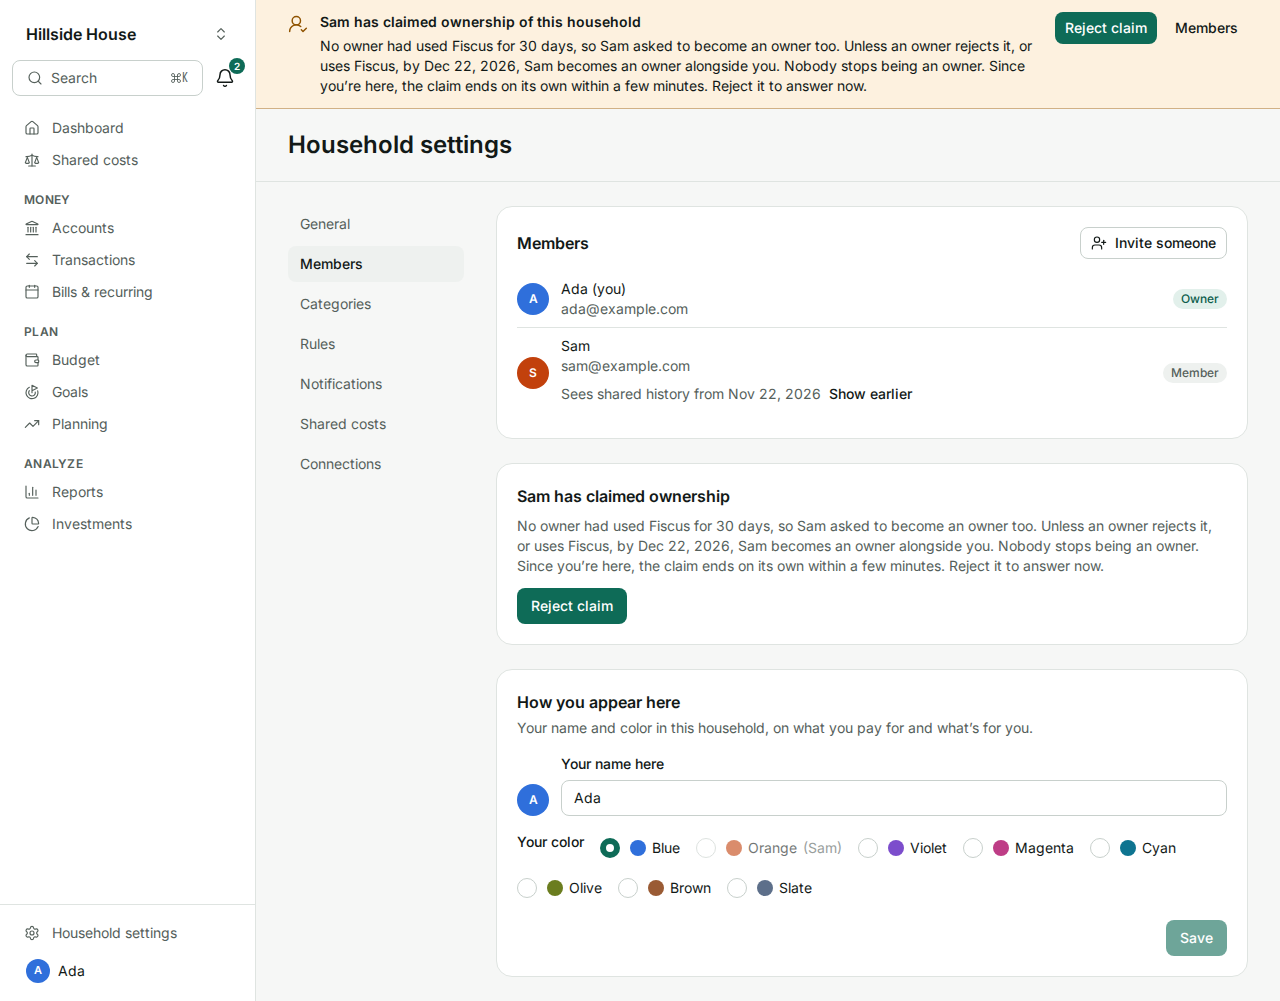 Hillside House
Search ⌘K
2
Dashboard
Shared costs
MONEY
Accounts
Transactions
Bills & recurring
PLAN
Budget
Goals
Planning
ANALYZE
Reports
Investments
Household settings
A Ada
Sam has claimed ownership of this household
No owner had used Fiscus for 30 days, so Sam asked to become an owner too. Unless an owner rejects it, or
uses Fiscus, by Dec 22, 2026, Sam becomes an owner alongside you. Nobody stops being an owner. Since
you’re here, the claim ends on its own within a few minutes. Reject it to answer now.
Reject claim
Members
Household settings
General
Members
Categories
Rules
Notifications
Shared costs
Connections
Members
Invite someone
A
Ada (you)
ada@example.com
Owner
S
Sam
sam@example.com
Sees shared history from Nov 22, 2026 Show earlier
Member
Sam has claimed ownership
No owner had used Fiscus for 30 days, so Sam asked to become an owner too. Unless an owner rejects it,
or uses Fiscus, by Dec 22, 2026, Sam becomes an owner alongside you. Nobody stops being an owner.
Since you’re here, the claim ends on its own within a few minutes. Reject it to answer now.
Reject claim
How you appear here
Your name and color in this household, on what you pay for and what’s for you.
Your name here
A
Ada
Your color Blue Orange (Sam) Violet Magenta Cyan
Olive Brown Slate
Save